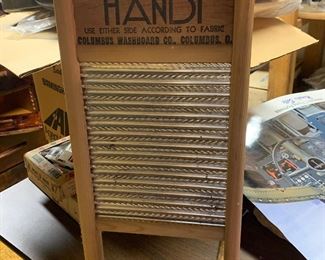 HANDI
USE EITHER SIDE ACCORDING TO FABRIC
COLUMBUS WASHBOARD CO., COLUMBUS, O.